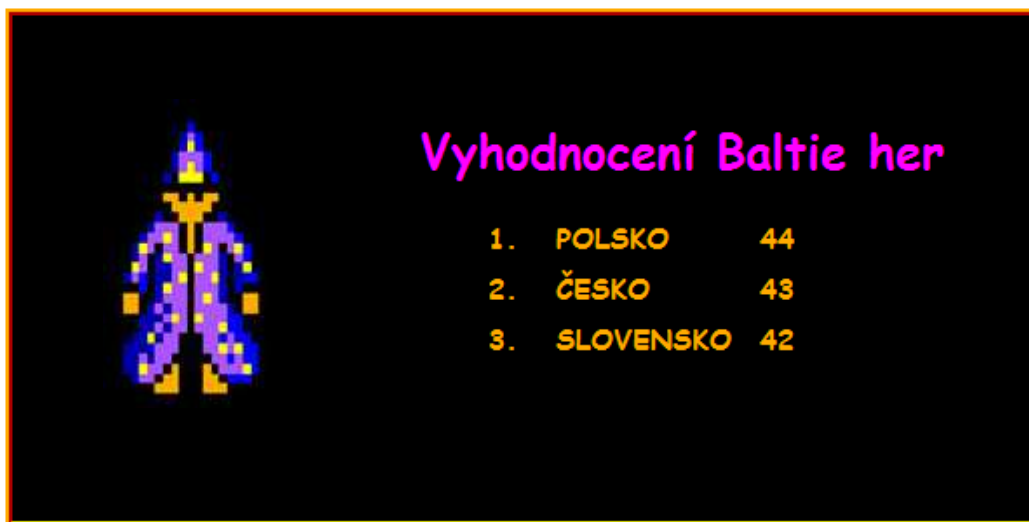 Vyhodnocení Baltie her
1. POLSKO 44
2. ČESKO 43
3. SLOVENSKO 42